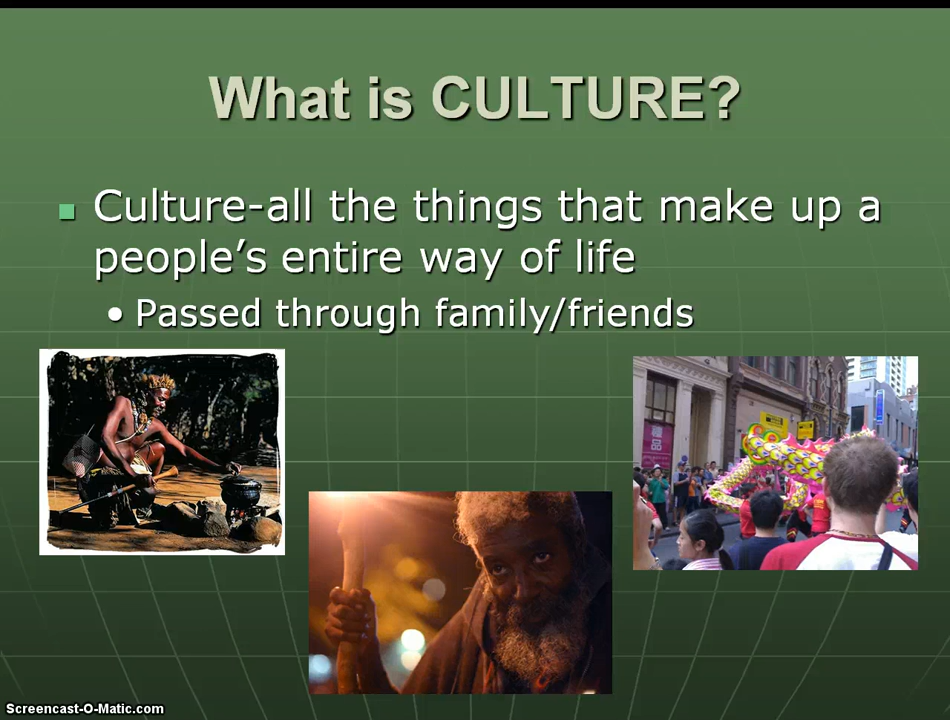 What is CULTURE?
Culture-all the things that make up a
people's entire way of life
Passed through family/friends
品
Screencast-O-Matic.com